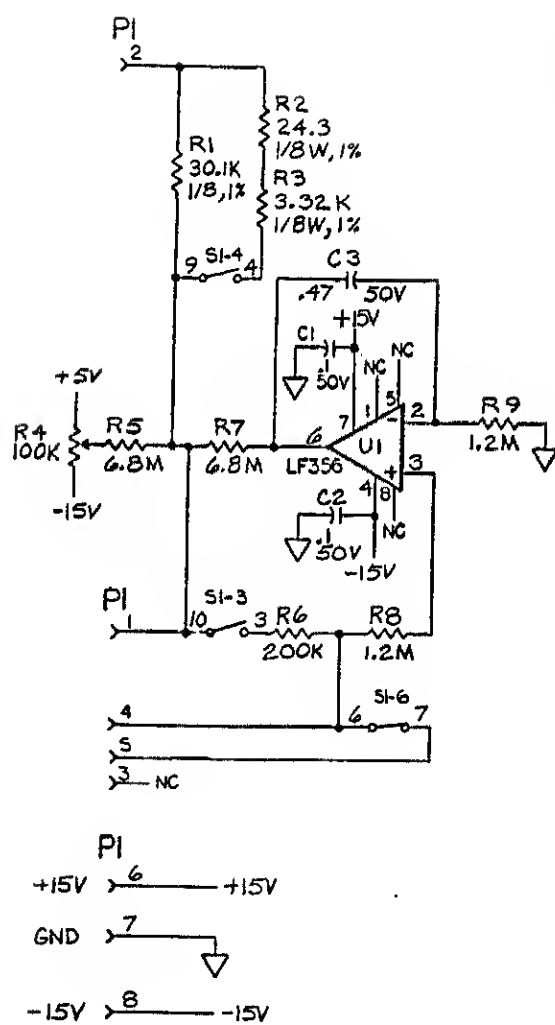 P1
2
R2
24.3
1/8W, 1%
R1
30.1K
1/8, 1%
R3
3.32K
1/8W, 1%
9
S1-4
4
C3
.47
50V
+15V
C1
.1
50V
NC
NC
+5V
R4
100K
-15V
R5
6.8M
R7
6.8M
7
1
5
-
2
R9
1.2M
6
U1
LF356
+
3
4
8
C2
.1
50V
NC
-15V
P1
1
S1-3
10
3
R6
200K
R8
1.2M
S1-6
4
6
7
5
3
NC
P1
+15V
6
+15V
GND
7
-15V
8
-15V